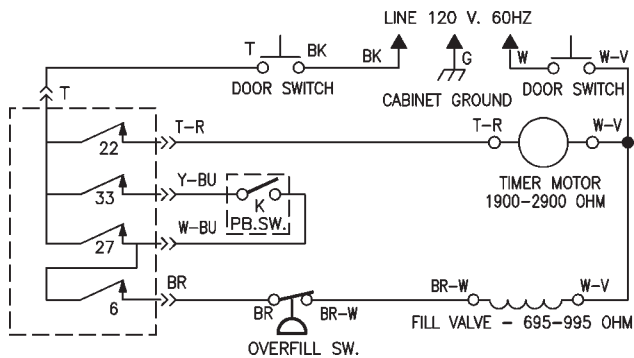 LINE 120 V. 60HZ
T BK BK G W W-V
DOOR SWITCH
DOOR SWITCH
CABINET GROUND
T
T-R T-R W-V
22
TIMER MOTOR
1900-2900 OHM
Y-BU
33 K
PB.SW.
W-BU
27
BR BR-W W-V
6 BR BR-W
FILL VALVE - 695-995 OHM
OVERFILL SW.